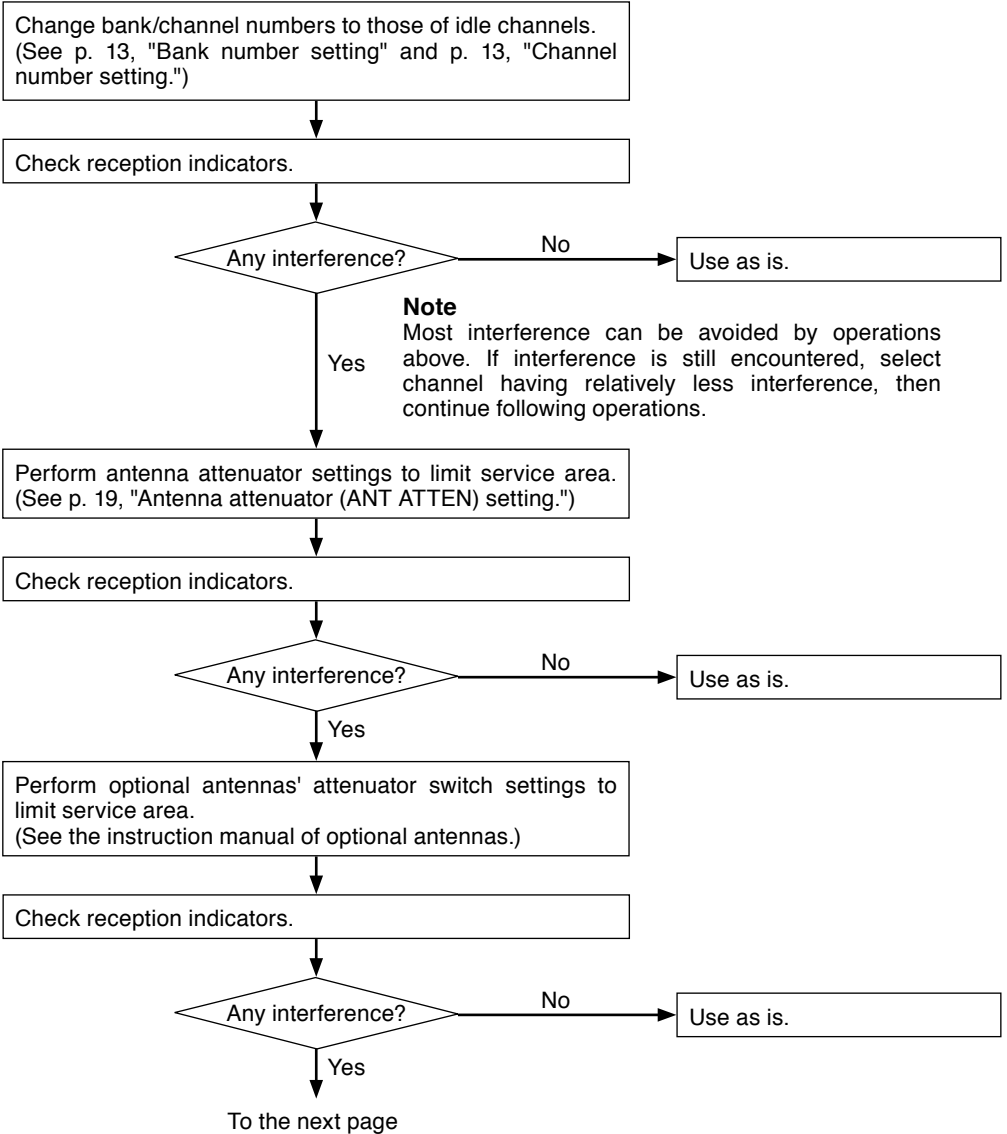 Change bank/channel numbers to those of idle channels.
(See p. 13, "Bank number setting" and p. 13, "Channel
number setting.")
Check reception indicators.
Any interference?
No
Use as is.
Note
Most interference can be avoided by operations
above. If interference is still encountered, select
channel having relatively less interference, then
continue following operations.
Yes
Perform antenna attenuator settings to limit service area.
(See p. 19, "Antenna attenuator (ANT ATTEN) setting.")
Check reception indicators.
Any interference?
No
Use as is.
Yes
Perform optional antennas' attenuator switch settings to
limit service area.
(See the instruction manual of optional antennas.)
Check reception indicators.
Any interference?
No
Use as is.
Yes
To the next page